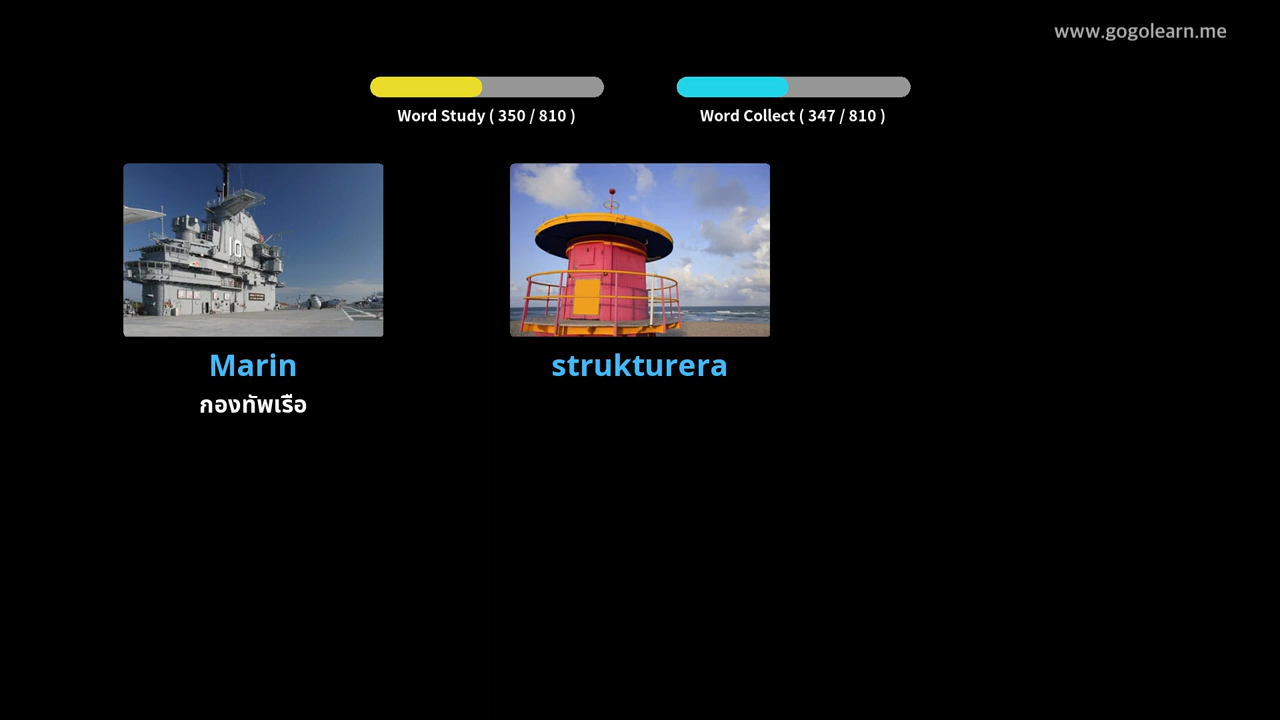 www.gogolearn.me
Word Study ( 350 / 810 )
Word Collect ( 347 / 810 )
10
Marin
strukturera
กองทัพเรือ